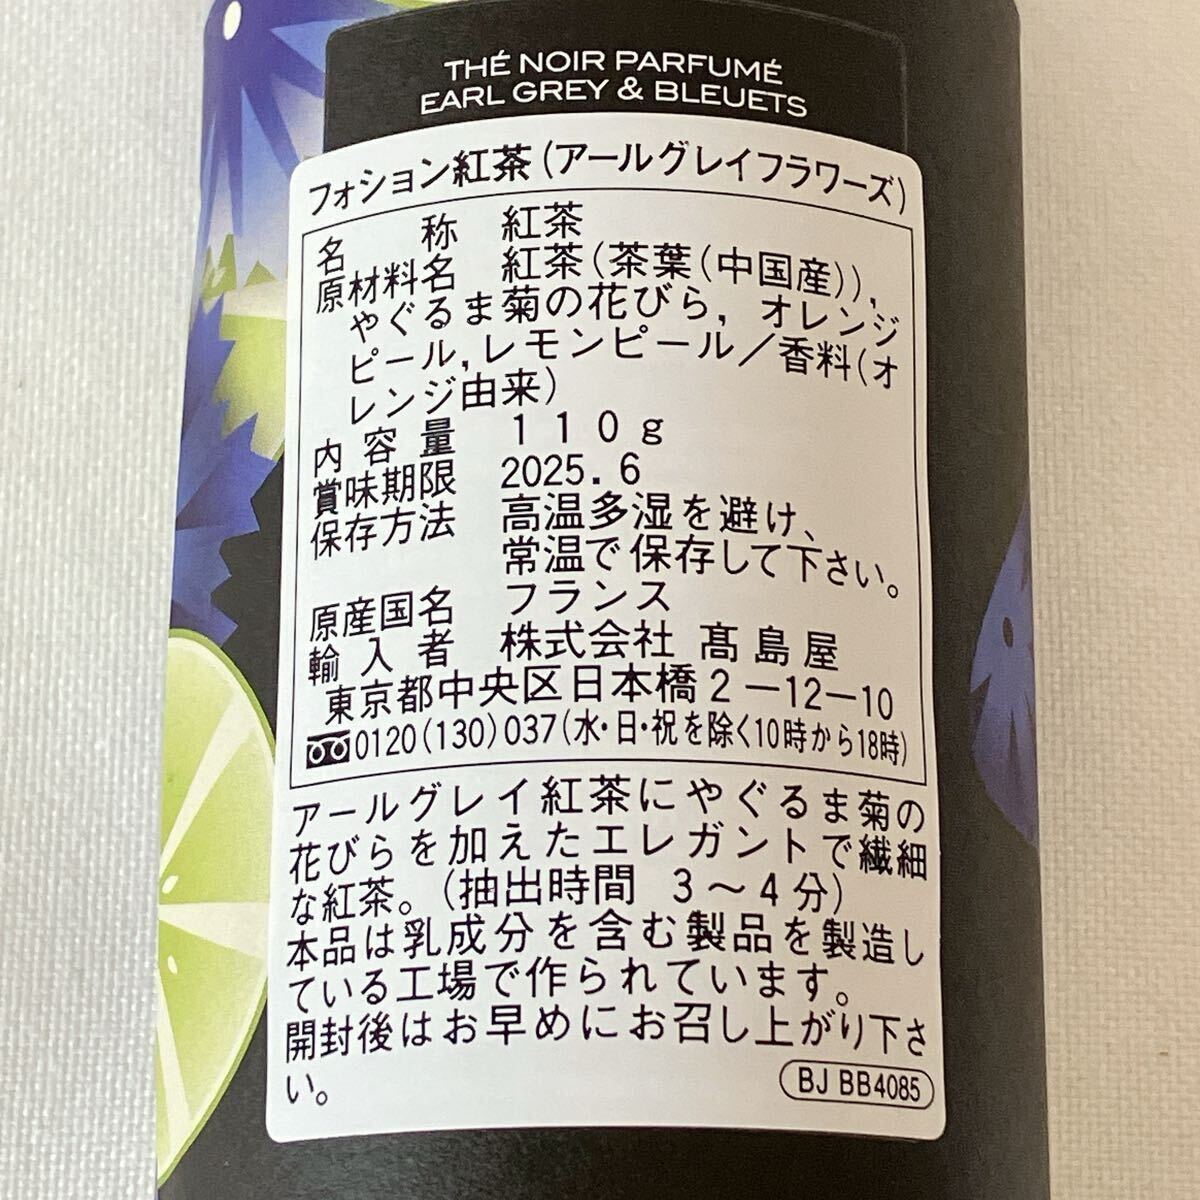 THÉ NOIR PARFUMÉ
EARL GREY & BLEUETS
フォション紅茶(アールグレイフラワーズ)
名称 紅茶
原材料名 紅茶(茶葉(中国産)),
やぐるま菊の花びら, オレンジ
ピール,レモンピール/香料(オ
レンジ由来)
内容量 110g
賞味期限 2025.6
保存方法 高温多湿を避け、
常温で保存して下さい。
原産国名 フランス
輸入者 株式会社 髙島屋
東京都中央区日本橋2-12-10
0120(130)037(水・日・祝を除く10時から18時)
アールグレイ紅茶にやぐるま菊の
花びらを加えたエレガントで繊細
な紅茶。(抽出時間 3~4分)
本品は乳成分を含む製品を製造し
ている工場で作られています。
開封後はお早めにお召し上がり下さ
い。
BJ BB4085